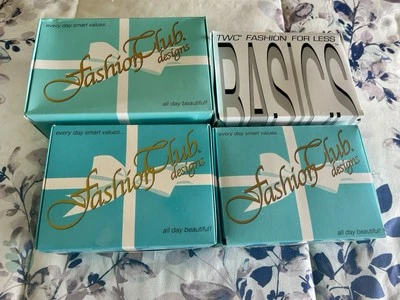 every day smart values...
Fashion Club.
designs
all day beautiful!
TWC® FASHION FOR LESS
BASICS
every day smart values...
Fashion Club.
designs
all day beautiful!
every day smart values...
Fashion Club.
designs
all day beautiful!